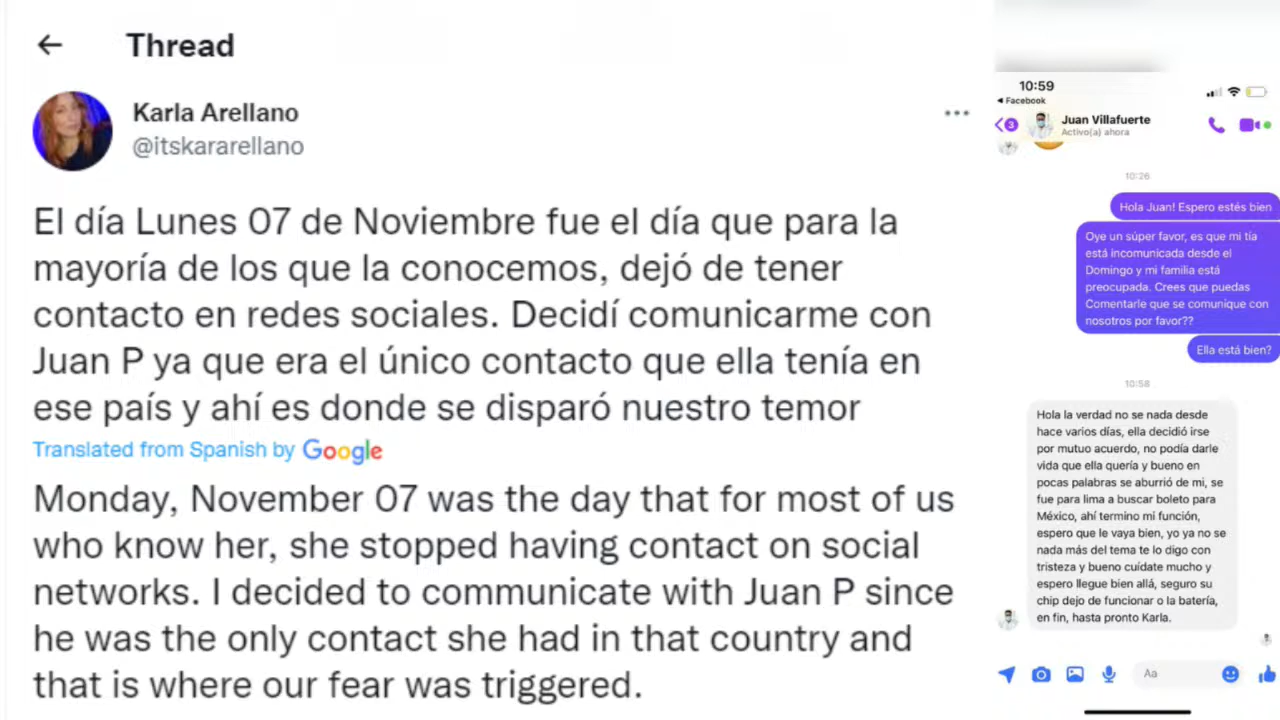 Thread
Karla Arellano
@itskararellano
El día Lunes 07 de Noviembre fue el día que para la
mayoría de los que la conocemos, dejó de tener
contacto en redes sociales. Decidí comunicarme con
Juan P ya que era el único contacto que ella tenía en
ese país y ahí es donde se disparó nuestro temor
Translated from Spanish by Google
Monday, November 07 was the day that for most of us
who know her, she stopped having contact on social
networks. I decided to communicate with Juan P since
he was the only contact she had in that country and
that is where our fear was triggered.
10:59
Facebook
3
Juan Villafuerte
Activo(a) ahora
10:26
Hola Juan! Espero estés bien
Oye un súper favor, es que mi tía
está incomunicada desde el
Domingo y mi familia está
preocupada. Crees que puedas
Comentarle que se comunique con
nosotros por favor??
Ella está bien?
10:58
Hola la verdad no se nada desde
hace varios días, ella decidió irse
por mutuo acuerdo, no podía darle
vida que ella quería y bueno en
pocas palabras se aburrió de mi, se
fue para lima a buscar boleto para
México, ahí termino mi función,
espero que le vaya bien, yo ya no se
nada más del tema te lo digo con
tristeza y bueno cuídate mucho y
espero llegue bien allá, seguro su
chip dejo de funcionar o la batería,
en fin, hasta pronto Karla.
Aa